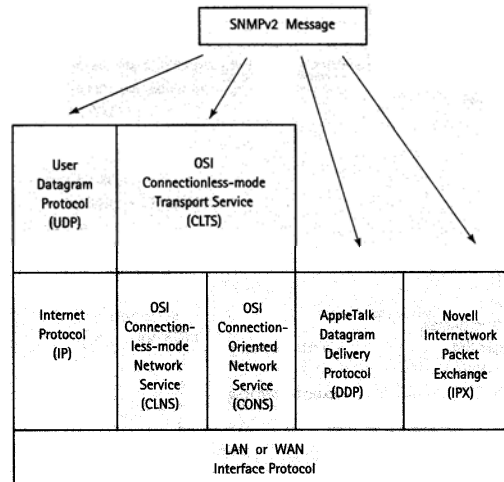 SNMPv2 Message
User
Datagram
Protocol
(UDP)
OSI
Connectionless-mode
Transport Service
(CLTS)
Internet
Protocol
(IP)
OSI
Connection-
less-mode
Network
Service
(CLNS)
OSI
Connection-
Oriented
Network
Service
(CONS)
AppleTalk
Datagram
Delivery
Protocol
(DDP)
Novell
Internetwork
Packet
Exchange
(IPX)
LAN or WAN
Interface Protocol